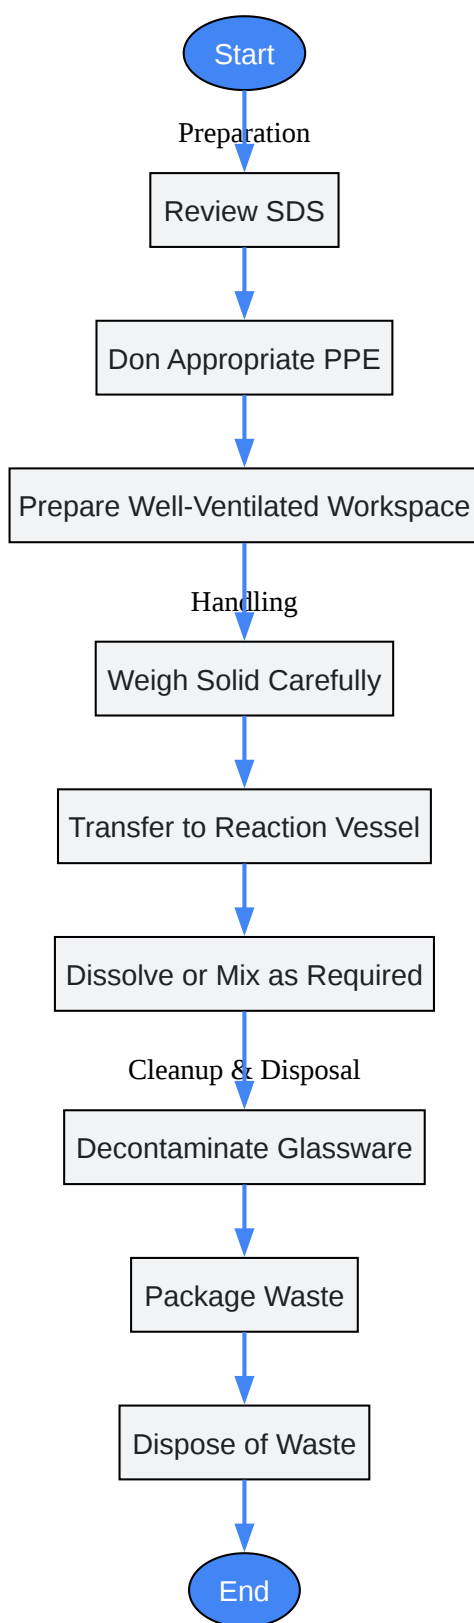 Start
Preparation
Review SDS
Don Appropriate PPE
Prepare Well-Ventilated Workspace
Handling
Weigh Solid Carefully
Transfer to Reaction Vessel
Dissolve or Mix as Required
Cleanup & Disposal
Decontaminate Glassware
Package Waste
Dispose of Waste
End